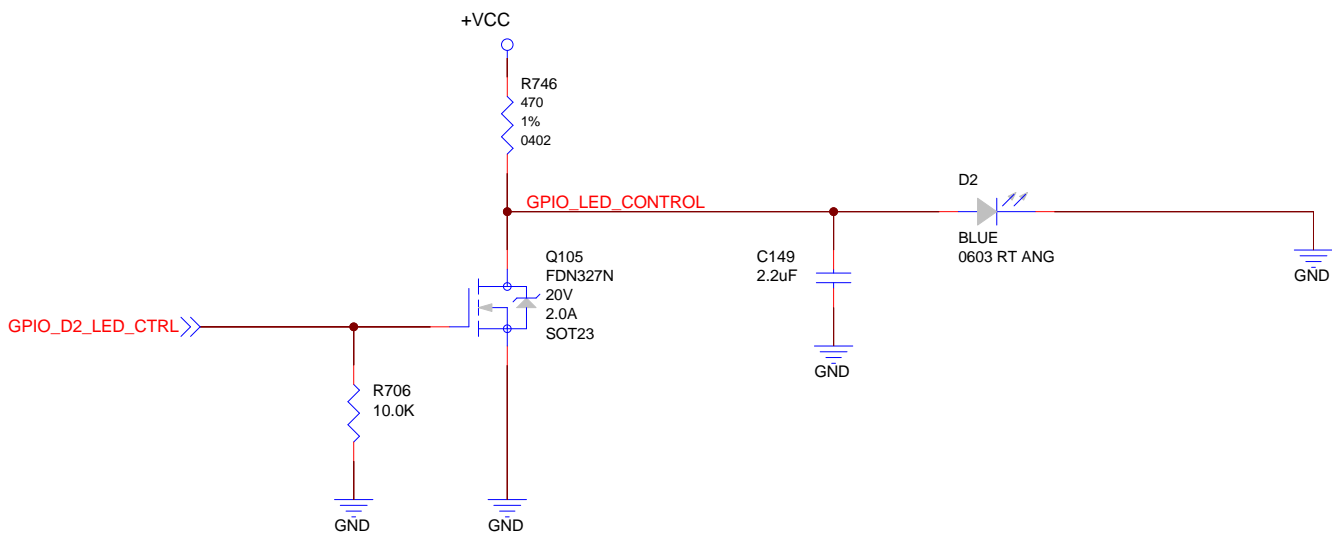 +VCC
R746
470
1%
0402
GPIO_LED_CONTROL
D2
BLUE
0603 RT ANG
GND
Q105
FDN327N
20V
2.0A
SOT23
C149
2.2uF
GND
GPIO_D2_LED_CTRL
R706
10.0K
GND
GND